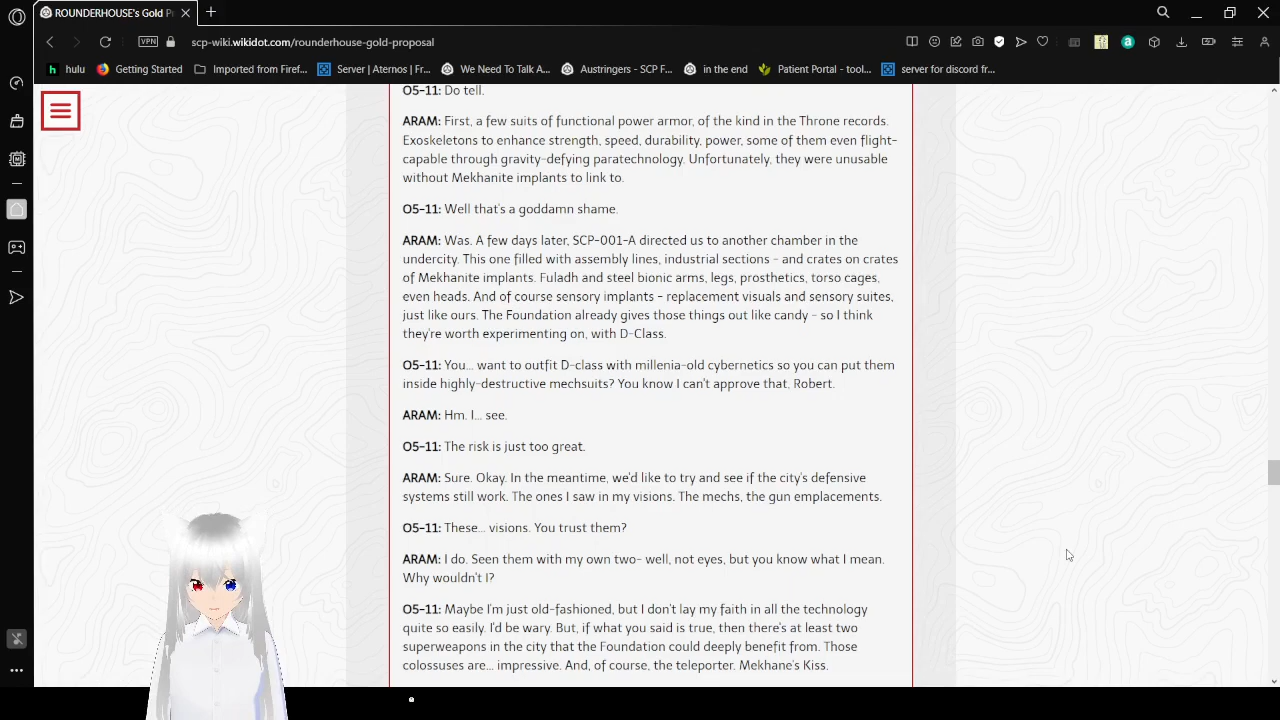 ROUNDERHOUSE's Gold P
scp-wiki.wikidot.com/rounderhouse-gold-proposal
VPN
hulu
Getting Started
Imported from Firef...
Server | Aternos | Fr...
We Need To Talk A...
Austringers - SCP F...
in the end
Patient Portal - tool...
server for discord fr...
O5-11: Do tell.
ARAM: First, a few suits of functional power armor, of the kind in the Throne records.
Exoskeletons to enhance strength, speed, durability, power, some of them even flight-
capable through gravity-defying paratechnology. Unfortunately, they were unusable
without Mekhanite implants to link to.
O5-11: Well that's a goddamn shame.
ARAM: Was. A few days later, SCP-001-A directed us to another chamber in the
undercity. This one filled with assembly lines, industrial sections - and crates on crates
of Mekhanite implants. Fuladh and steel bionic arms, legs, prosthetics, torso cages,
even heads. And of course sensory implants - replacement visuals and sensory suites,
just like ours. The Foundation already gives those things out like candy - so I think
they're worth experimenting on, with D-Class.
O5-11: You... want to outfit D-class with millenia-old cybernetics so you can put them
inside highly-destructive mechsuits? You know I can't approve that, Robert.
ARAM: Hm. I... see.
O5-11: The risk is just too great.
ARAM: Sure. Okay. In the meantime, we'd like to try and see if the city's defensive
systems still work. The ones I saw in my visions. The mechs, the gun emplacements.
O5-11: These... visions. You trust them?
ARAM: I do. Seen them with my own two- well, not eyes, but you know what I mean.
Why wouldn't I?
O5-11: Maybe I'm just old-fashioned, but I don't lay my faith in all the technology
quite so easily. I'd be wary. But, if what you said is true, then there's at least two
superweapons in the city that the Foundation could deeply benefit from. Those
colossuses are... impressive. And, of course, the teleporter. Mekhane's Kiss.